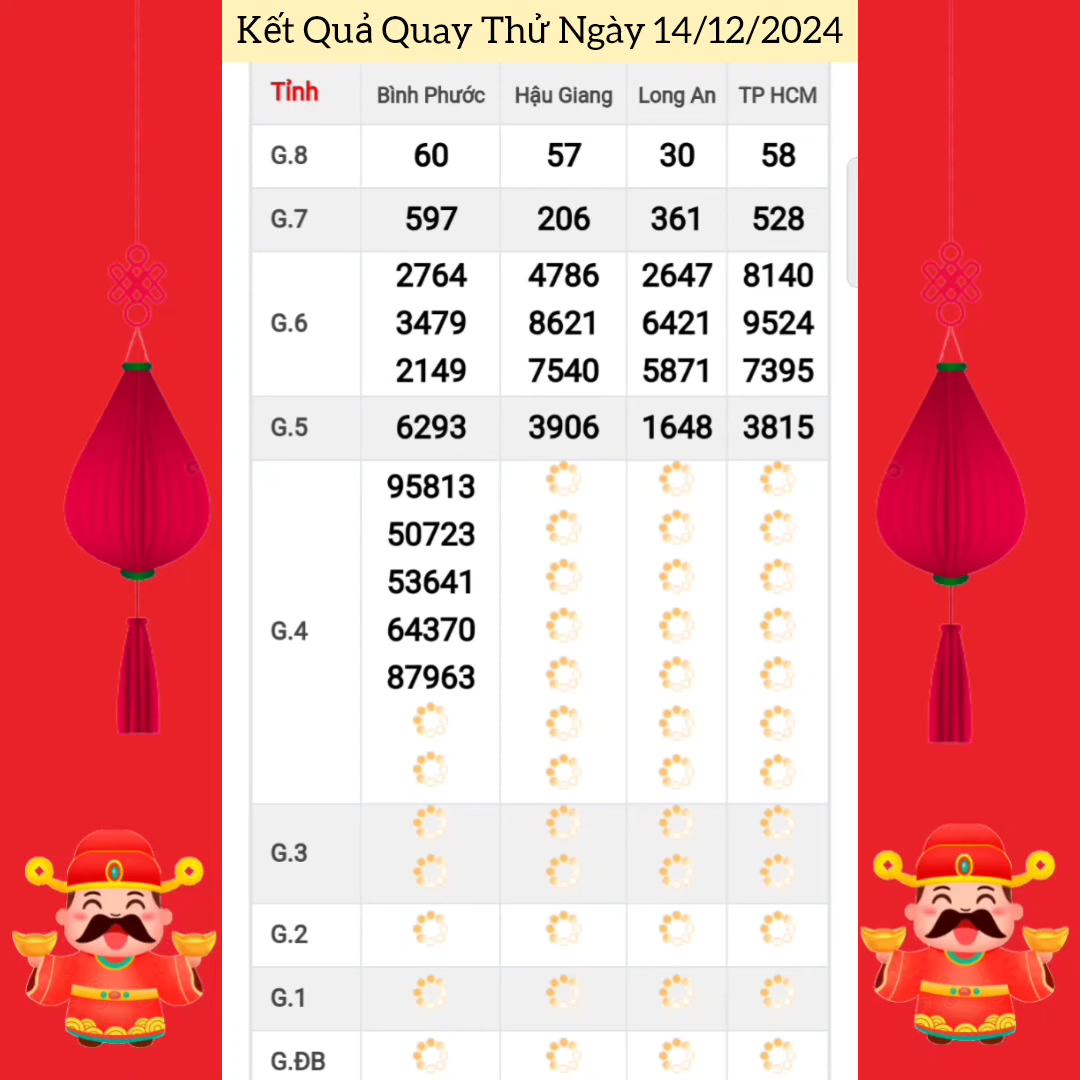 Kết Quả Quay Thử Ngày 14/12/2024
Tỉnh Bình Phước Hậu Giang Long An TP HCM
G.8 60 57 30 58
G.7 597 206 361 528
2764 4786 2647 8140
G.6 3479 8621 6421 9524
2149 7540 5871 7395
G.5 6293 3906 1648 3815
95813
50723
53641
G.4 64370
87963
G.3
G.2
G.1
G.ĐB